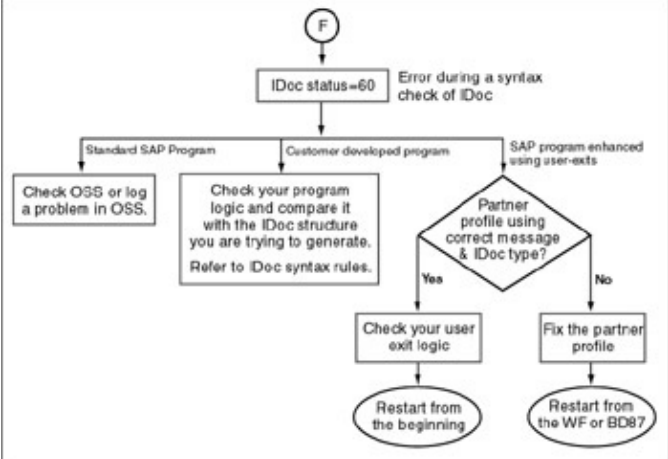 F
IDoc status=60
Error during a syntax
check of IDoc
Standard SAP Program
Customer developed program
SAP program enhanced
using user-exits
Check OSS or log
a problem in OSS.
Check your program
logic and compare it
with the IDoc structure
you are trying to generate.
Refer to IDoc syntax rules.
Partner
profile using
correct message
& IDoc type?
Yes
No
Check your user
exit logic
Fix the partner
profile
Restart from
the beginning
Restart from
the WF or BD87